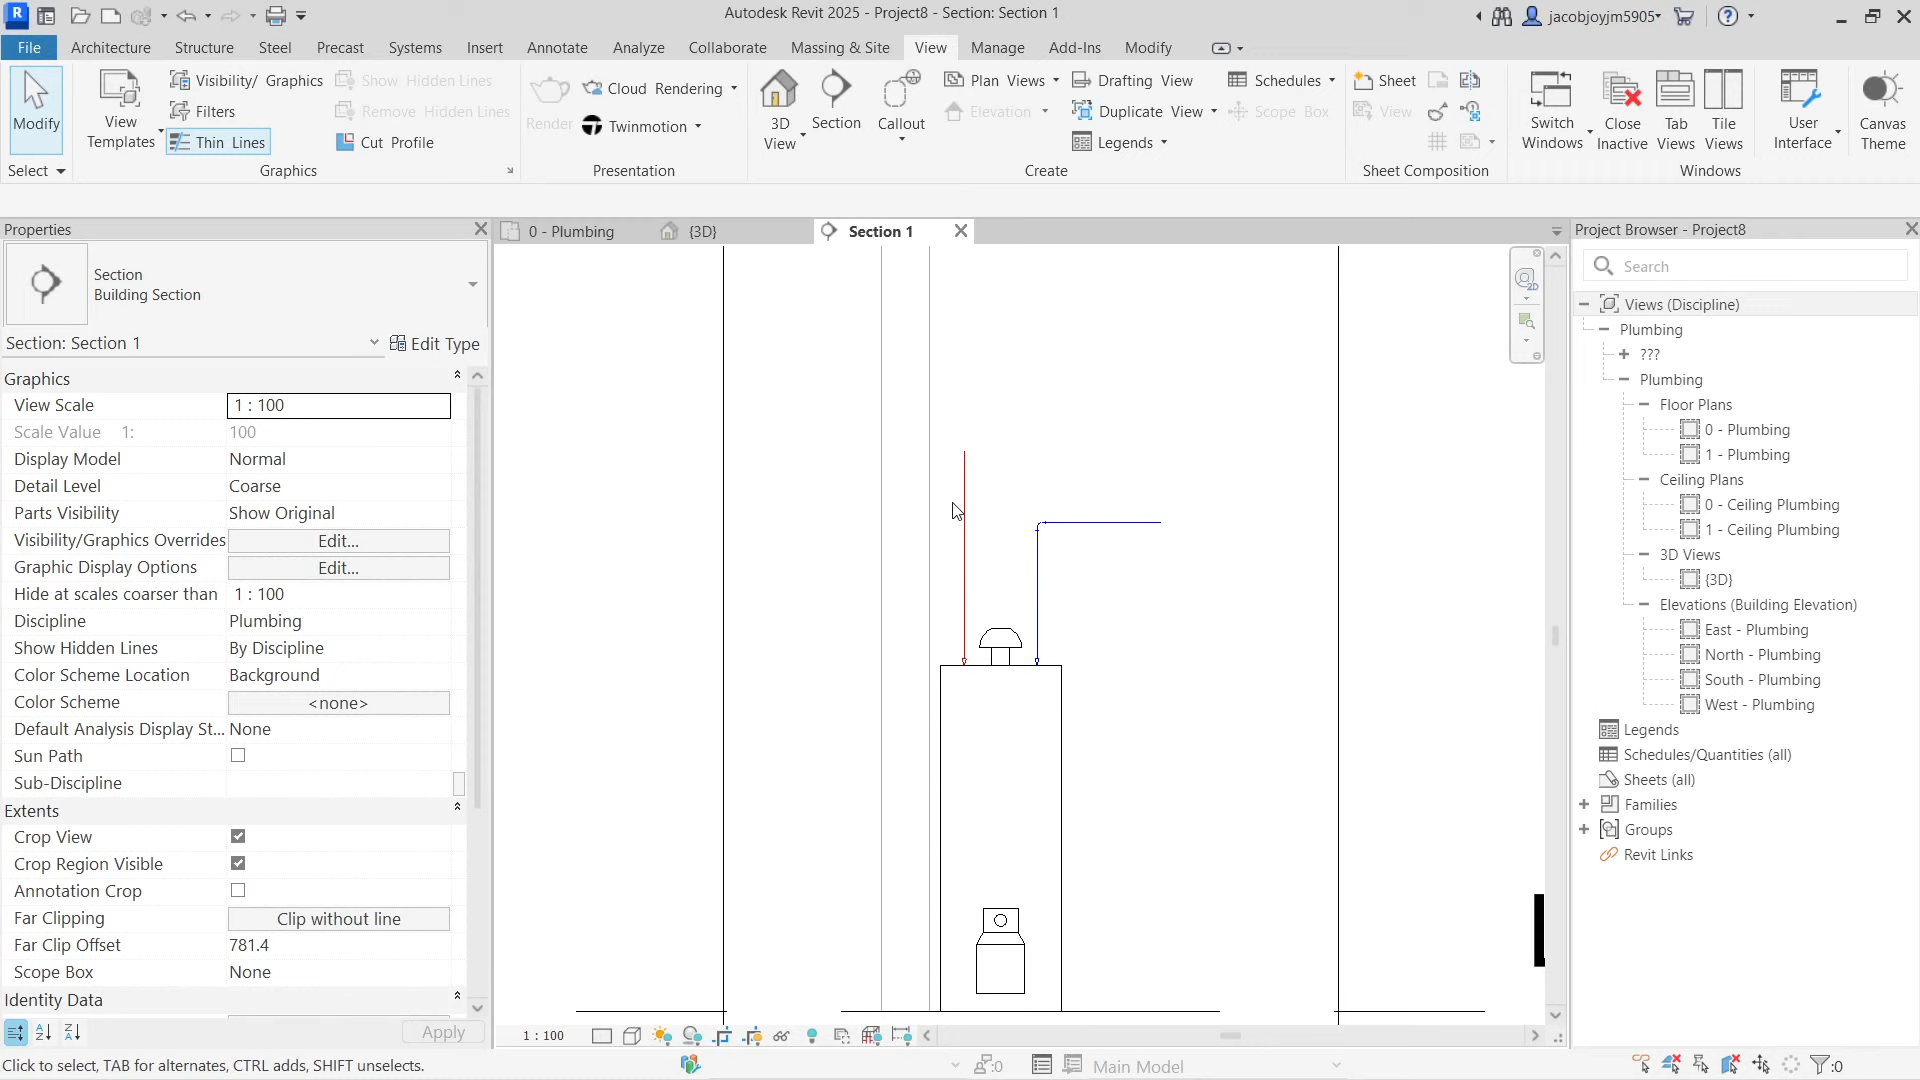 Autodesk Revit 2025 - Project8 - Section: Section 1
jacobjoyjm5905
File Architecture Structure Steel Precast Systems Insert Annotate Analyze Collaborate Massing & Site View Manage Add-Ins Modify
Modify
View Templates
Visibility/ Graphics
Filters
Thin Lines
Show Hidden Lines
Remove Hidden Lines
Cut Profile
Render
Cloud Rendering
Twinmotion
3D View
Section
Callout
Plan Views
Elevation
Drafting View
Duplicate View
Legends
Schedules
Scope Box
Sheet
View
Switch Windows
Close Inactive
Tab Views
Tile Views
User Interface
Canvas Theme
Select
Graphics
Presentation
Create
Sheet Composition
Windows
Properties
Section
Building Section
Section: Section 1
Edit Type
Graphics
View Scale 1 : 100
Scale Value 1: 100
Display Model Normal
Detail Level Coarse
Parts Visibility Show Original
Visibility/Graphics Overrides Edit...
Graphic Display Options Edit...
Hide at scales coarser than 1 : 100
Discipline Plumbing
Show Hidden Lines By Discipline
Color Scheme Location Background
Color Scheme <none>
Default Analysis Display St... None
Sun Path
Sub-Discipline
Extents
Crop View
Crop Region Visible
Annotation Crop
Far Clipping Clip without line
Far Clip Offset 781.4
Scope Box None
Identity Data
Apply
0 - Plumbing
{3D}
Section 1
2D
1 : 100
Project Browser - Project8
Search
Views (Discipline)
Plumbing
???
Plumbing
Floor Plans
0 - Plumbing
1 - Plumbing
Ceiling Plans
0 - Ceiling Plumbing
1 - Ceiling Plumbing
3D Views
{3D}
Elevations (Building Elevation)
East - Plumbing
North - Plumbing
South - Plumbing
West - Plumbing
Legends
Schedules/Quantities (all)
Sheets (all)
Families
Groups
Revit Links
Click to select, TAB for alternates, CTRL adds, SHIFT unselects.
:0
Main Model
:0